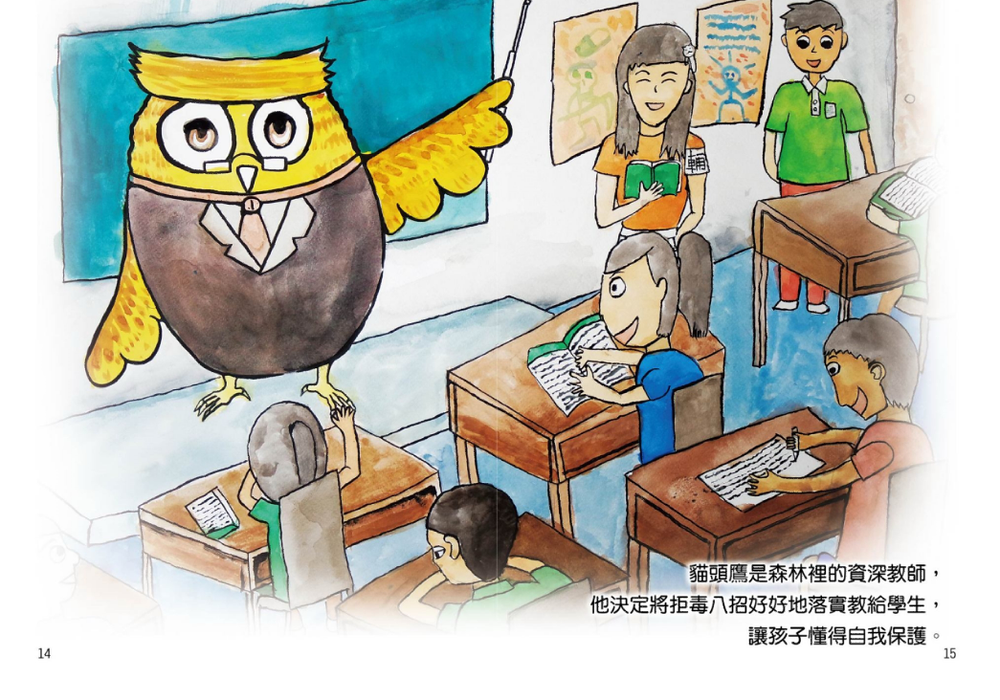 輔
貓頭鷹是森林裡的資深教師，
他決定將拒毒八招好好地落實教給學生，
讓孩子懂得自我保護。
14
15